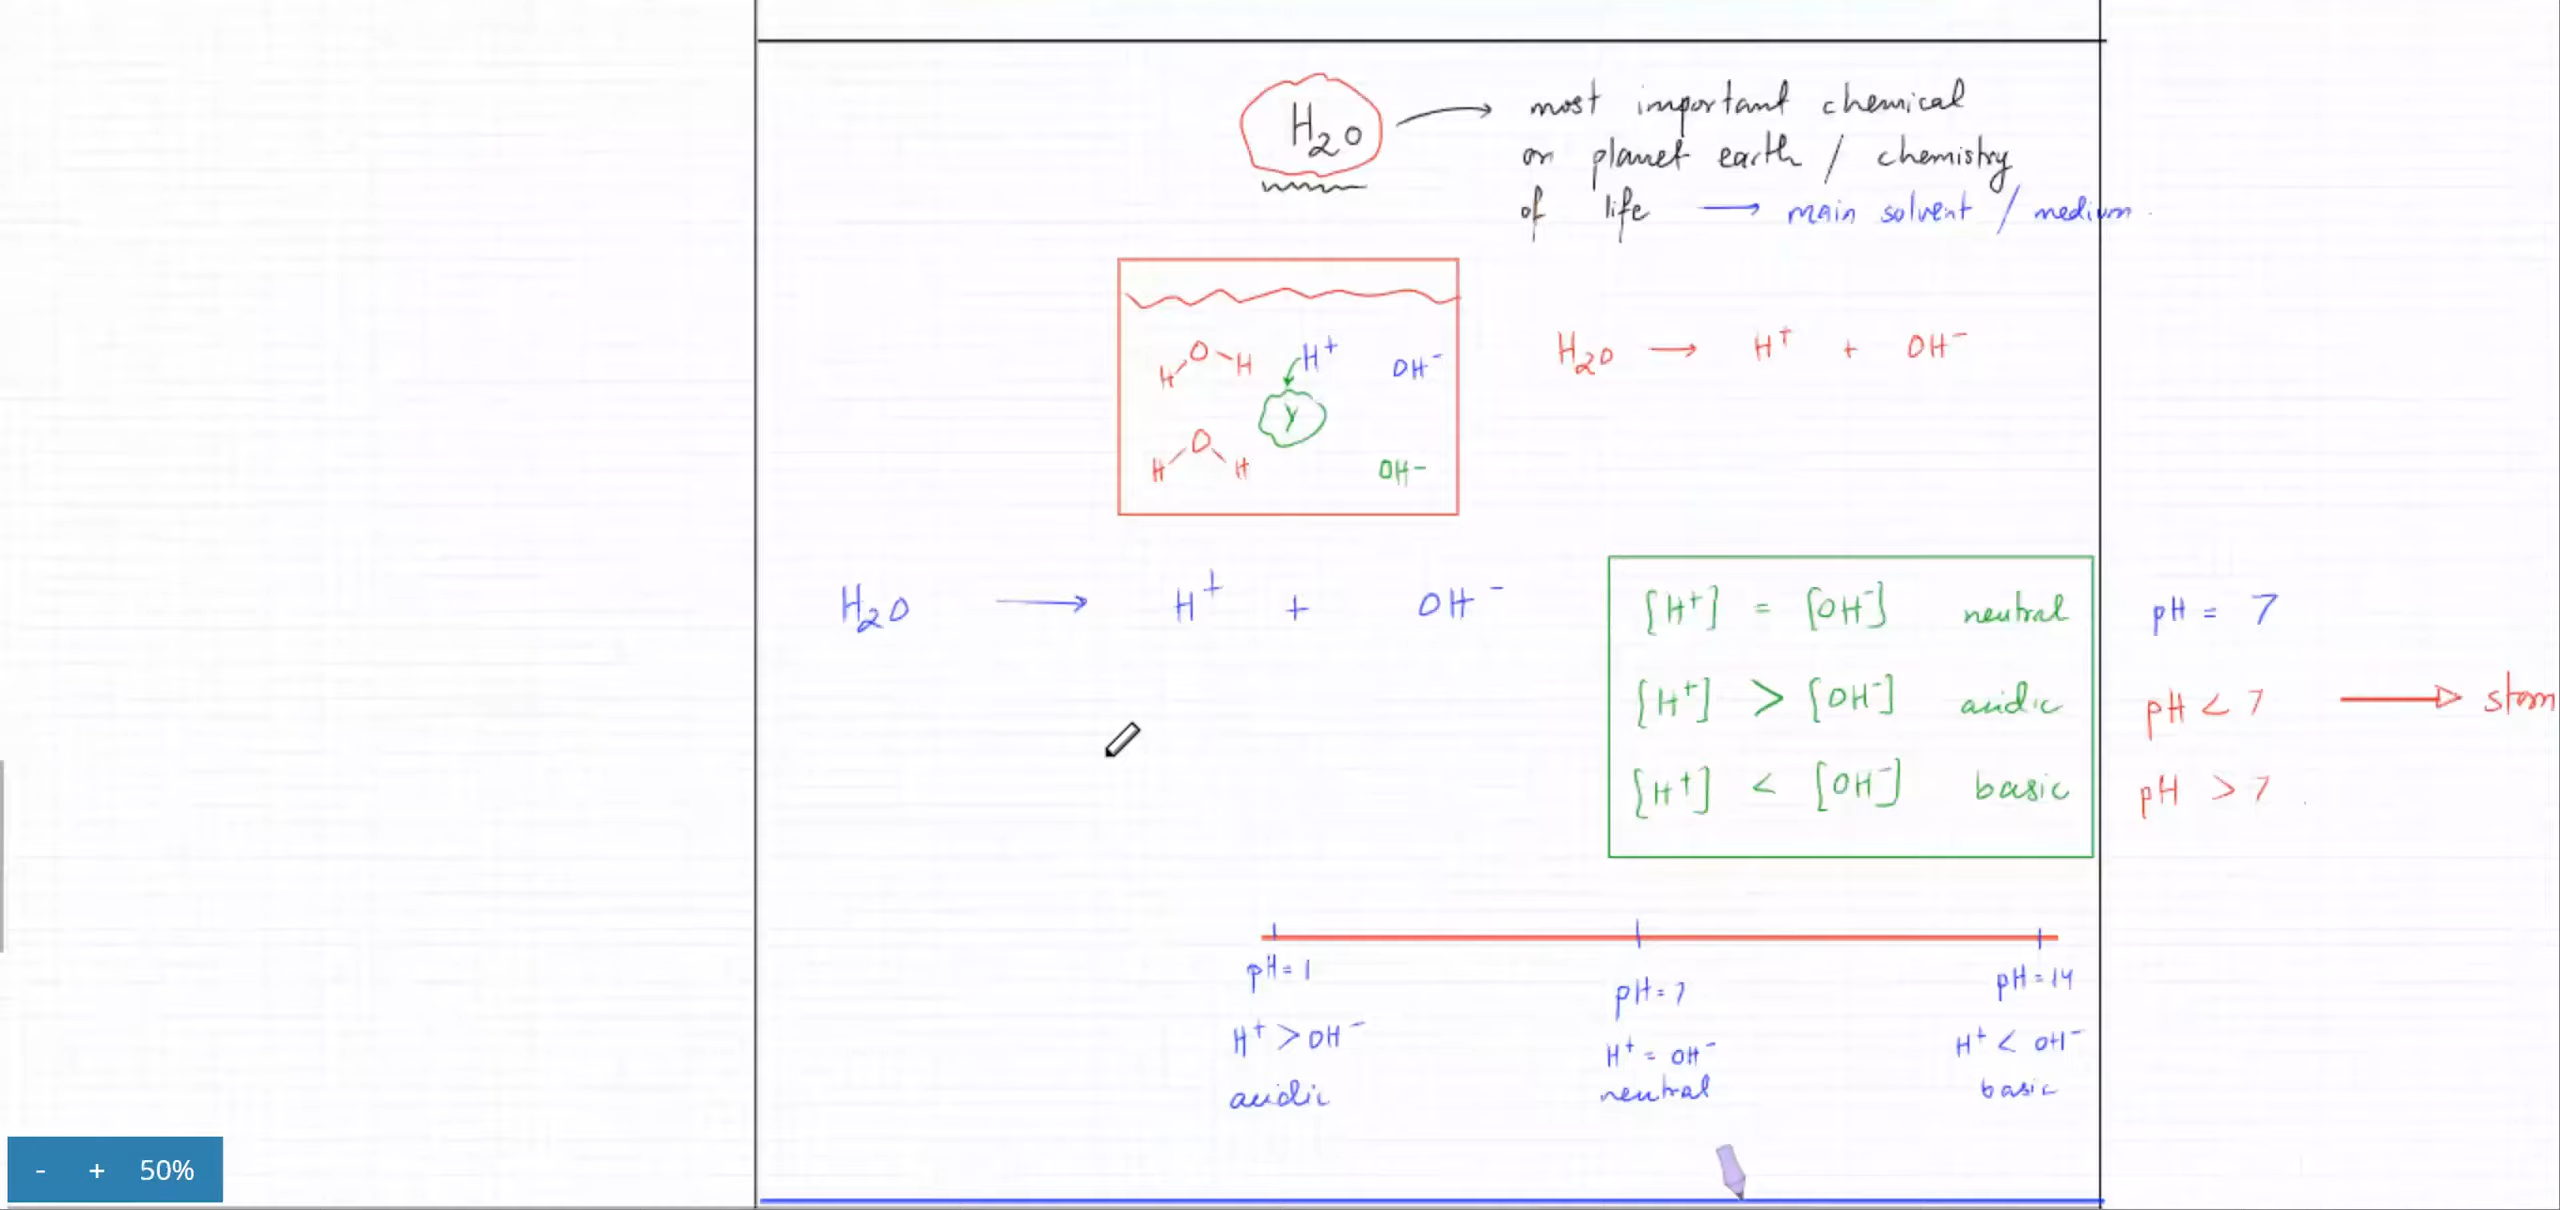 H₂O → most important chemical
on planet earth / chemistry
of life → main solvent / medium.
O H H⁺ OH⁻
H
Y
O
H H OH⁻
H₂O → H⁺ + OH⁻
H₂O → H⁺ + OH⁻
[H⁺] = [OH⁻] neutral pH = 7
[H⁺] > [OH⁻] acidic pH < 7 → stom
[H⁺] < [OH⁻] basic pH > 7.
pH = 1 pH = 7 pH = 14
H⁺ > OH⁻ H⁺ = OH⁻ H⁺ < OH⁻
acidic neutral basic
- + 50%